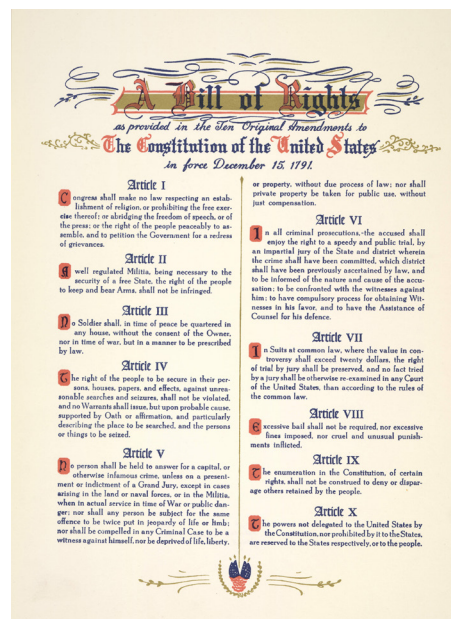 A Bill of Rights
as provided in the Ten Original Amendments to
The Constitution of the United States
in force December 15, 1791.
Article I
Congress shall make no law respecting an estab-
lishment of religion, or prohibiting the free exer-
cise thereof; or abridging the freedom of speech, or of
the press; or the right of the people peaceably to as-
semble, and to petition the Government for a redress
of grievances.
Article II
A well regulated Militia, being necessary to the
security of a free State, the right of the people
to keep and bear Arms, shall not be infringed.
Article III
No Soldier shall, in time of peace be quartered in
any house, without the consent of the Owner,
nor in time of war, but in a manner to be prescribed
by law.
Article IV
The right of the people to be secure in their per-
sons, houses, papers, and effects, against unrea-
sonable searches and seizures, shall not be violated,
and no Warrants shall issue, but upon probable cause,
supported by Oath or affirmation, and particularly
describing the place to be searched, and the persons
or things to be seized.
Article V
No person shall be held to answer for a capital, or
otherwise infamous crime, unless on a present-
ment or indictment of a Grand Jury, except in cases
arising in the land or naval forces, or in the Militia,
when in actual service in time of War or public dan-
ger; nor shall any person be subject for the same
offence to be twice put in jeopardy of life or limb;
nor shall be compelled in any Criminal Case to be a
witness against himself, nor be deprived of life, liberty,
or property, without due process of law; nor shall
private property be taken for public use, without
just compensation.
Article VI
In all criminal prosecutions, the accused shall
enjoy the right to a speedy and public trial, by
an impartial jury of the State and district wherein
the crime shall have been committed, which district
shall have been previously ascertained by law, and
to be informed of the nature and cause of the accu-
sation; to be confronted with the witnesses against
him; to have compulsory process for obtaining Wit-
nesses in his favor, and to have the Assistance of
Counsel for his defence.
Article VII
In Suits at common law, where the value in con-
troversy shall exceed twenty dollars, the right
of trial by jury shall be preserved, and no fact tried
by a jury shall be otherwise re-examined in any Court
of the United States, than according to the rules of
the common law.
Article VIII
Excessive bail shall not be required, nor excessive
fines imposed, nor cruel and unusual punish-
ments inflicted.
Article IX
The enumeration in the Constitution, of certain
rights, shall not be construed to deny or dispar-
age others retained by the people.
Article X
The powers not delegated to the United States by
the Constitution, nor prohibited by it to the States,
are reserved to the States respectively, or to the people.